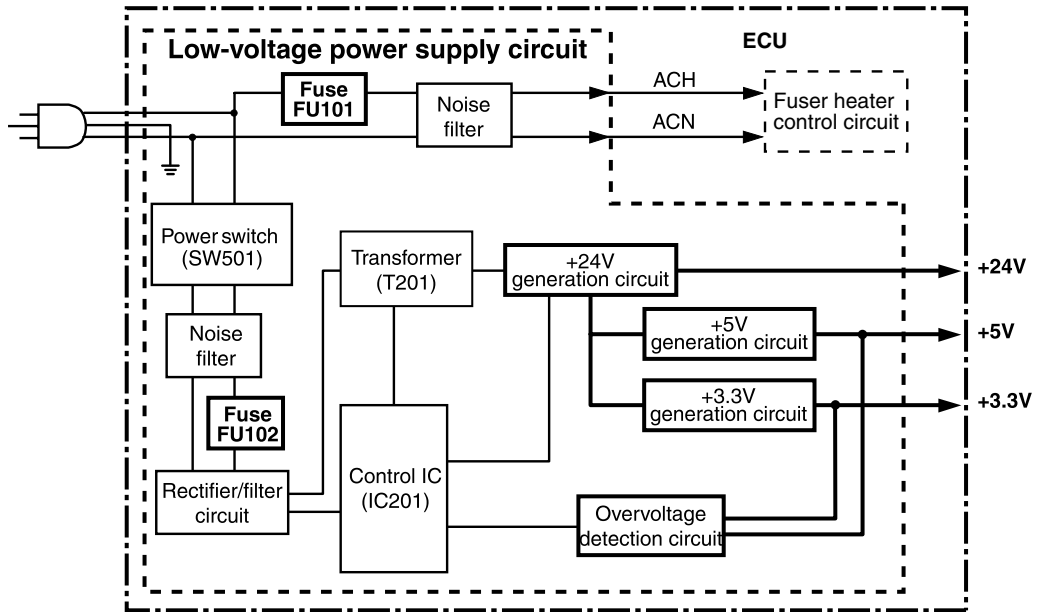 Low-voltage power supply circuit
ECU
Fuse
FU101
Noise
filter
ACH
ACN
Fuser heater
control circuit
Power switch
(SW501)
Transformer
(T201)
+24V
generation circuit
+24V
Noise
filter
+5V
generation circuit
+5V
Fuse
FU102
+3.3V
generation circuit
+3.3V
Rectifier/filter
circuit
Control IC
(IC201)
Overvoltage
detection circuit